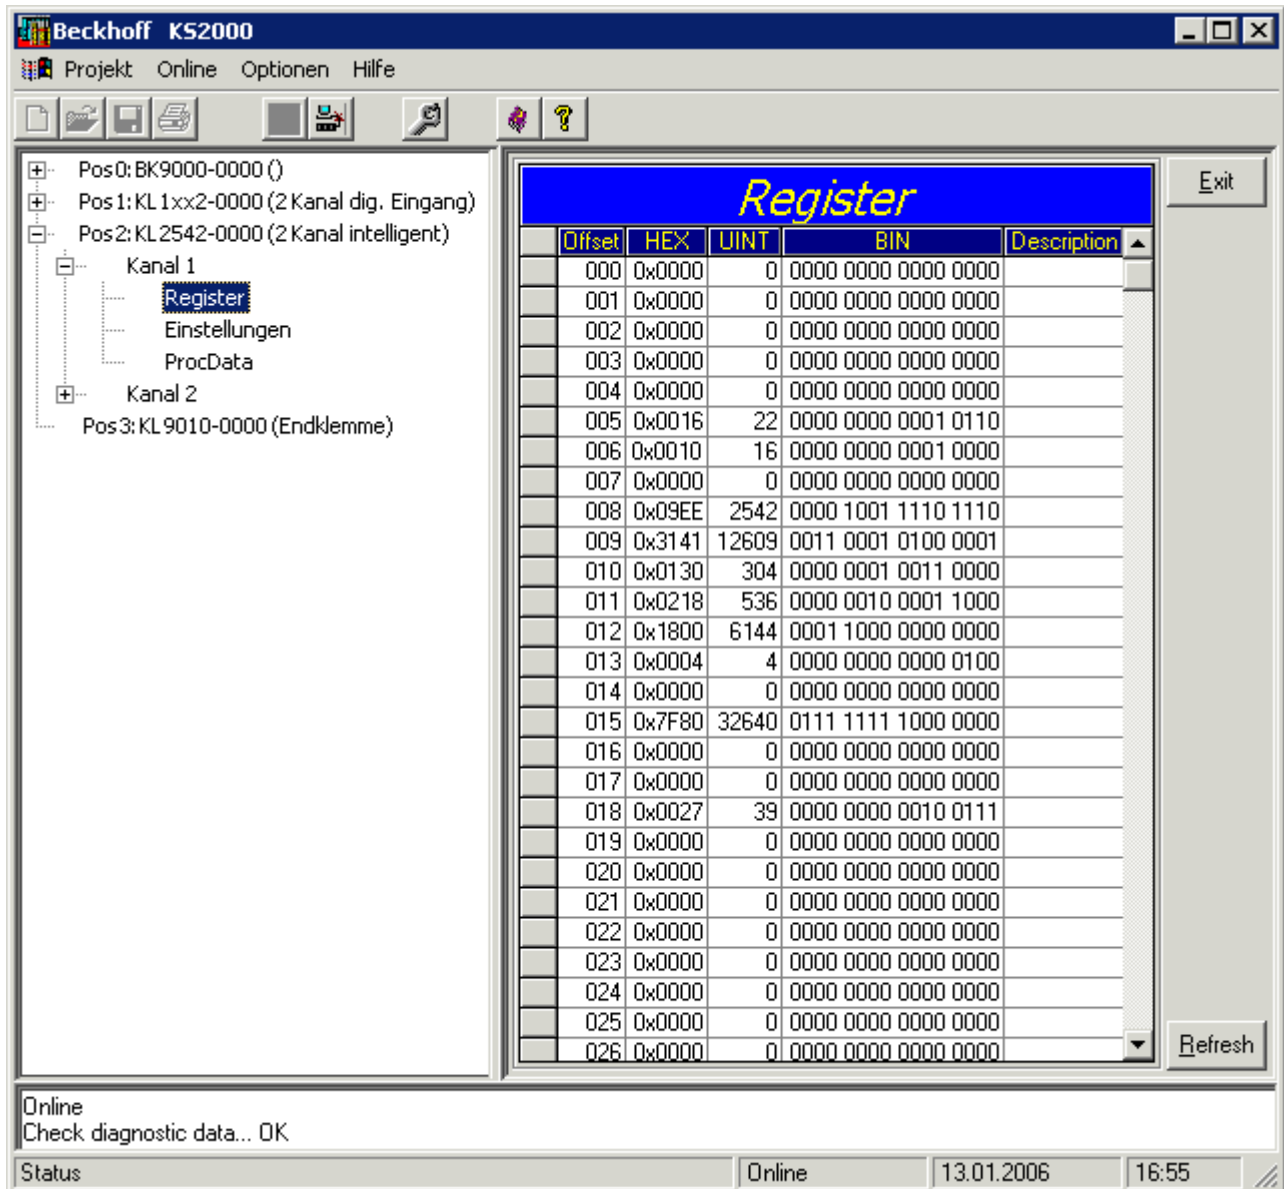 Beckhoff KS2000
Projekt Online Optionen Hilfe
Pos0: BK9000-0000 ()
Pos1: KL1xx2-0000 (2 Kanal dig. Eingang)
Pos2: KL2542-0000 (2 Kanal intelligent)
Kanal 1
Register
Einstellungen
ProcData
Kanal 2
Pos3: KL9010-0000 (Endklemme)
Register
Offset HEX UINT BIN Description
000 0x0000 0 0000 0000 0000 0000
001 0x0000 0 0000 0000 0000 0000
002 0x0000 0 0000 0000 0000 0000
003 0x0000 0 0000 0000 0000 0000
004 0x0000 0 0000 0000 0000 0000
005 0x0016 22 0000 0000 0001 0110
006 0x0010 16 0000 0000 0001 0000
007 0x0000 0 0000 0000 0000 0000
008 0x09EE 2542 0000 1001 1110 1110
009 0x3141 12609 0011 0001 0100 0001
010 0x0130 304 0000 0001 0011 0000
011 0x0218 536 0000 0010 0001 1000
012 0x1800 6144 0001 1000 0000 0000
013 0x0004 4 0000 0000 0000 0100
014 0x0000 0 0000 0000 0000 0000
015 0x7F80 32640 0111 1111 1000 0000
016 0x0000 0 0000 0000 0000 0000
017 0x0000 0 0000 0000 0000 0000
018 0x0027 39 0000 0000 0010 0111
019 0x0000 0 0000 0000 0000 0000
020 0x0000 0 0000 0000 0000 0000
021 0x0000 0 0000 0000 0000 0000
022 0x0000 0 0000 0000 0000 0000
023 0x0000 0 0000 0000 0000 0000
024 0x0000 0 0000 0000 0000 0000
025 0x0000 0 0000 0000 0000 0000
026 0x0000 0 0000 0000 0000 0000
Exit
Refresh
Online
Check diagnostic data... OK
Status Online 13.01.2006 16:55